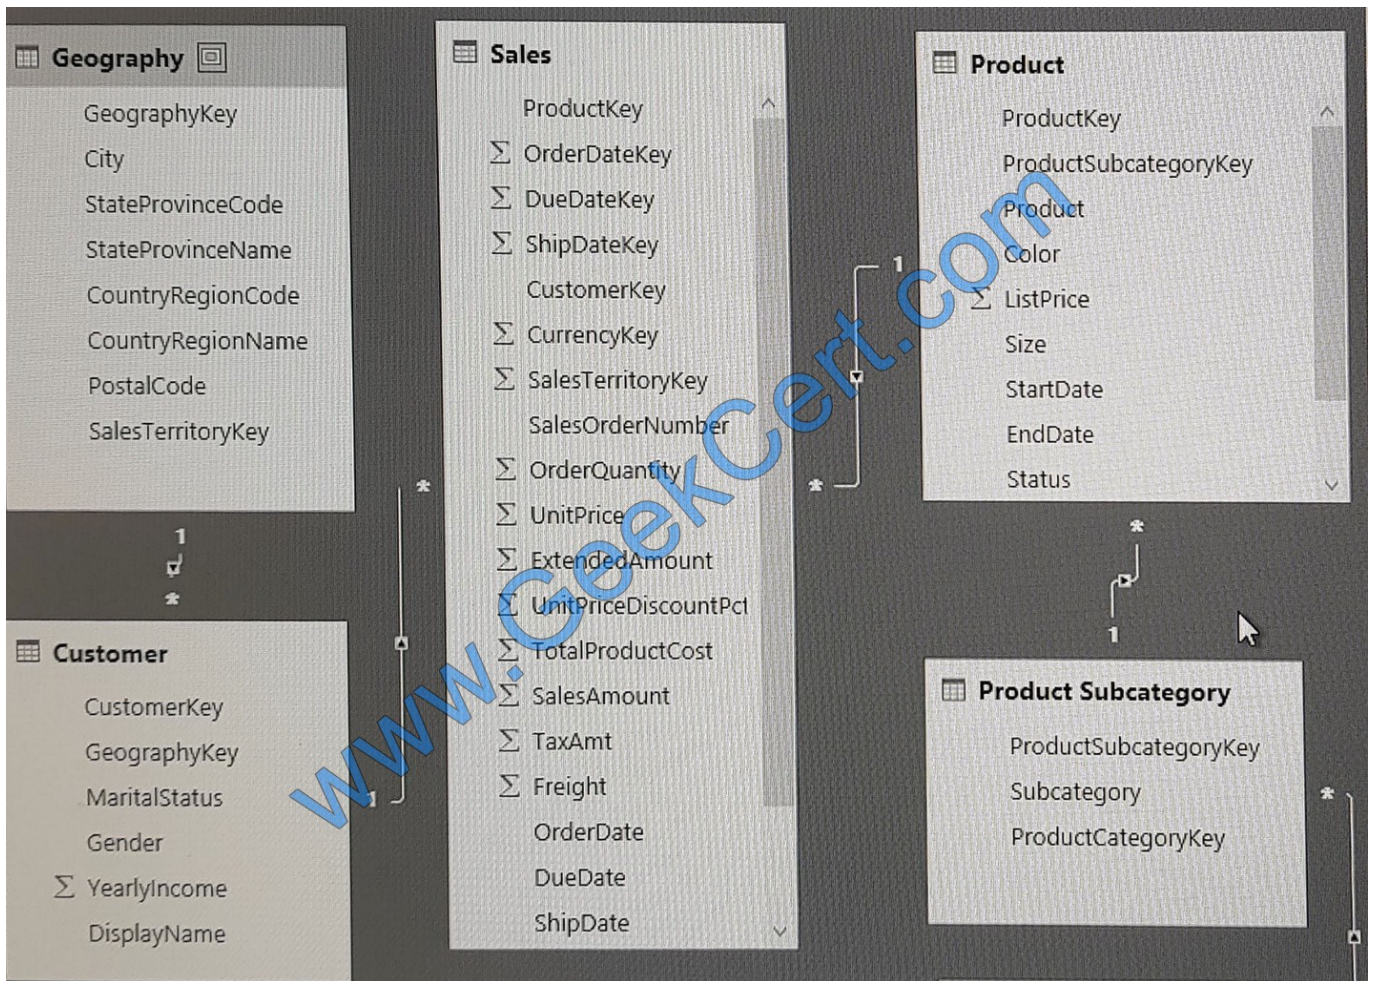 Geography
GeographyKey
City
StateProvinceCode
StateProvinceName
CountryRegionCode
CountryRegionName
PostalCode
SalesTerritoryKey
1
*
Customer
CustomerKey
GeographyKey
MaritalStatus
Gender
Σ YearlyIncome
DisplayName
*
1
Sales
ProductKey
Σ OrderDateKey
Σ DueDateKey
Σ ShipDateKey
CustomerKey
Σ CurrencyKey
Σ SalesTerritoryKey
SalesOrderNumber
Σ OrderQuantity
Σ UnitPrice
Σ ExtendedAmount
Σ UnitPriceDiscountPct
Σ TotalProductCost
Σ SalesAmount
Σ TaxAmt
Σ Freight
OrderDate
DueDate
ShipDate
1
*
Product
ProductKey
ProductSubcategoryKey
Product
Color
Σ ListPrice
Size
StartDate
EndDate
Status
*
1
Product Subcategory
ProductSubcategoryKey
Subcategory
ProductCategoryKey
*
www.GeekCert.com